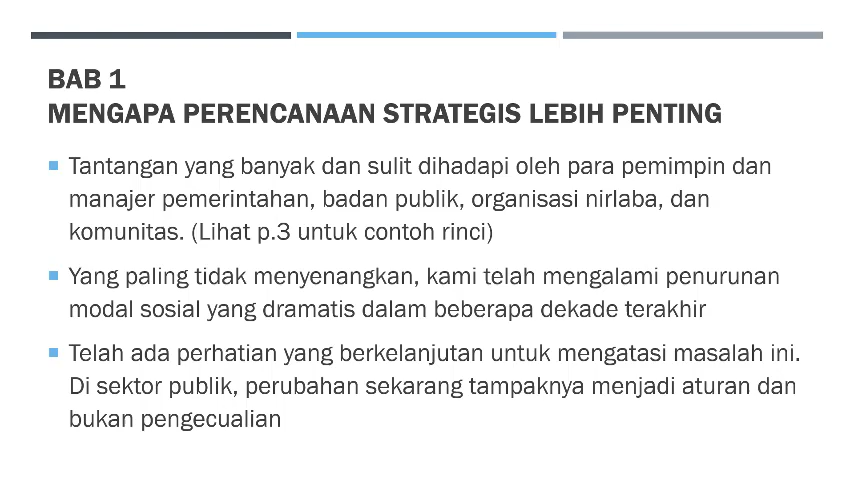 BAB 1
MENGAPA PERENCANAAN STRATEGIS LEBIH PENTING
Tantangan yang banyak dan sulit dihadapi oleh para pemimpin dan
manajer pemerintahan, badan publik, organisasi nirlaba, dan
komunitas. (Lihat p.3 untuk contoh rinci)
Yang paling tidak menyenangkan, kami telah mengalami penurunan
modal sosial yang dramatis dalam beberapa dekade terakhir
Telah ada perhatian yang berkelanjutan untuk mengatasi masalah ini.
Di sektor publik, perubahan sekarang tampaknya menjadi aturan dan
bukan pengecualian